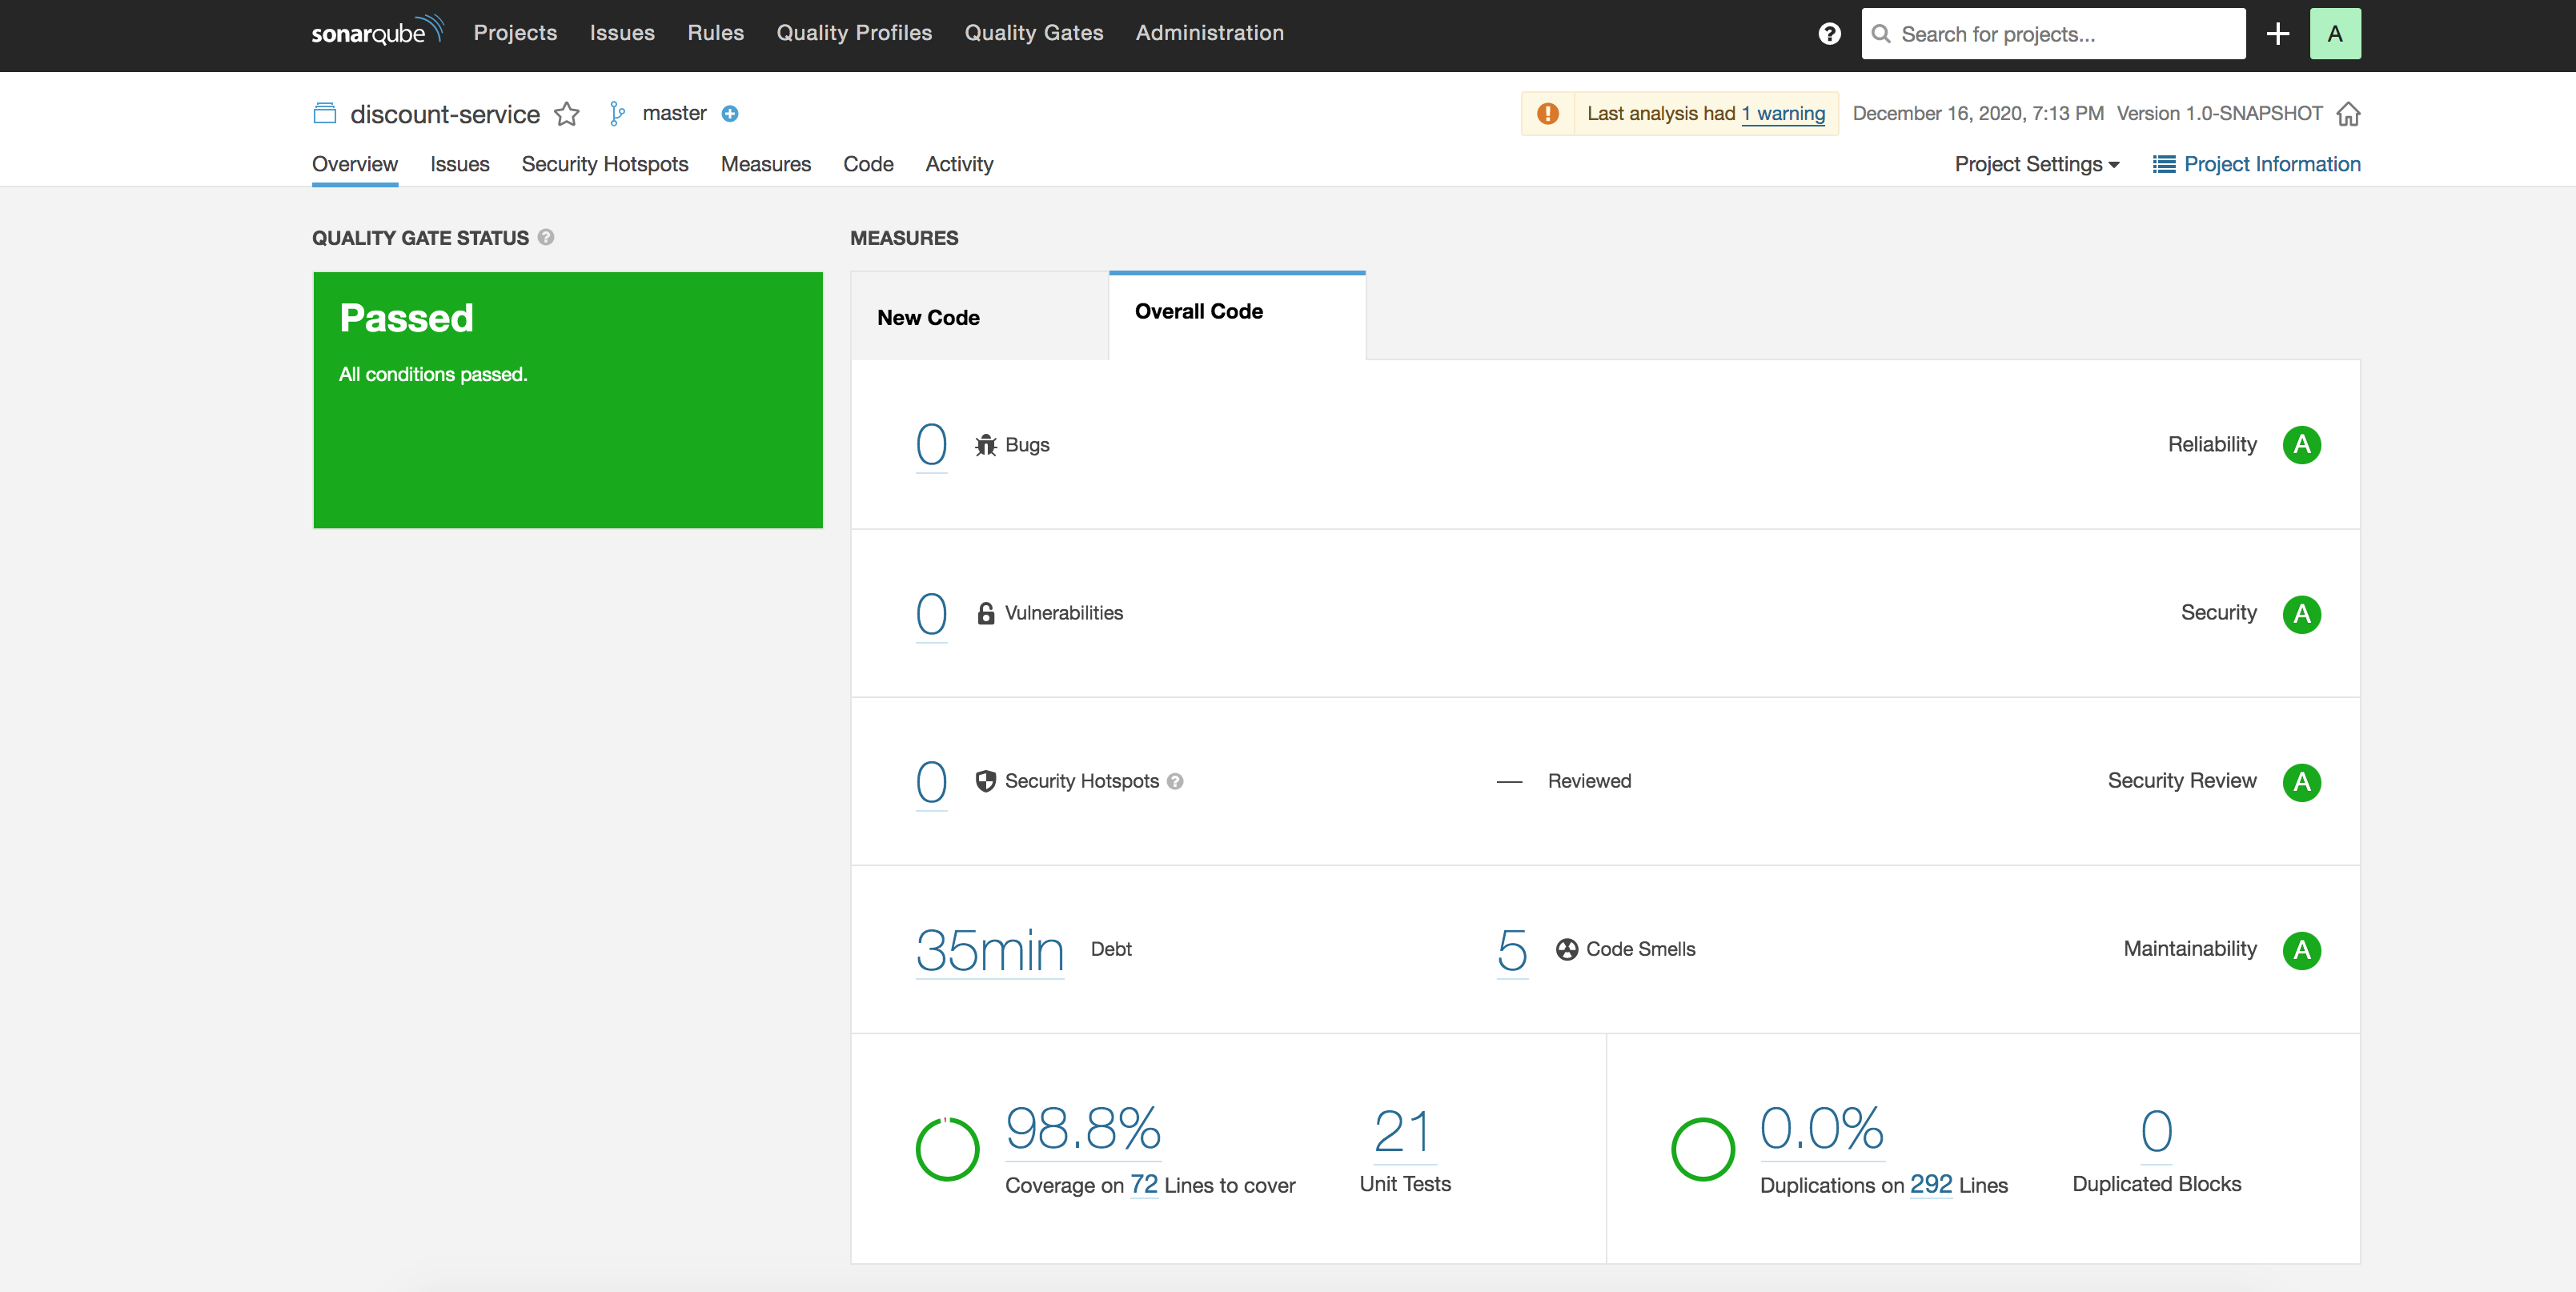 sonarqube Projects Issues Rules Quality Profiles Quality Gates Administration ? Search for projects... + A
discount-service master Last analysis had 1 warning December 16, 2020, 7:13 PM Version 1.0-SNAPSHOT
Overview Issues Security Hotspots Measures Code Activity Project Settings Project Information
QUALITY GATE STATUS ?
Passed
All conditions passed.
MEASURES
New Code Overall Code
0 Bugs Reliability A
0 Vulnerabilities Security A
0 Security Hotspots ? — Reviewed Security Review A
35min Debt 5 Code Smells Maintainability A
98.8%
Coverage on 72 Lines to cover
21
Unit Tests
0.0%
Duplications on 292 Lines
0
Duplicated Blocks